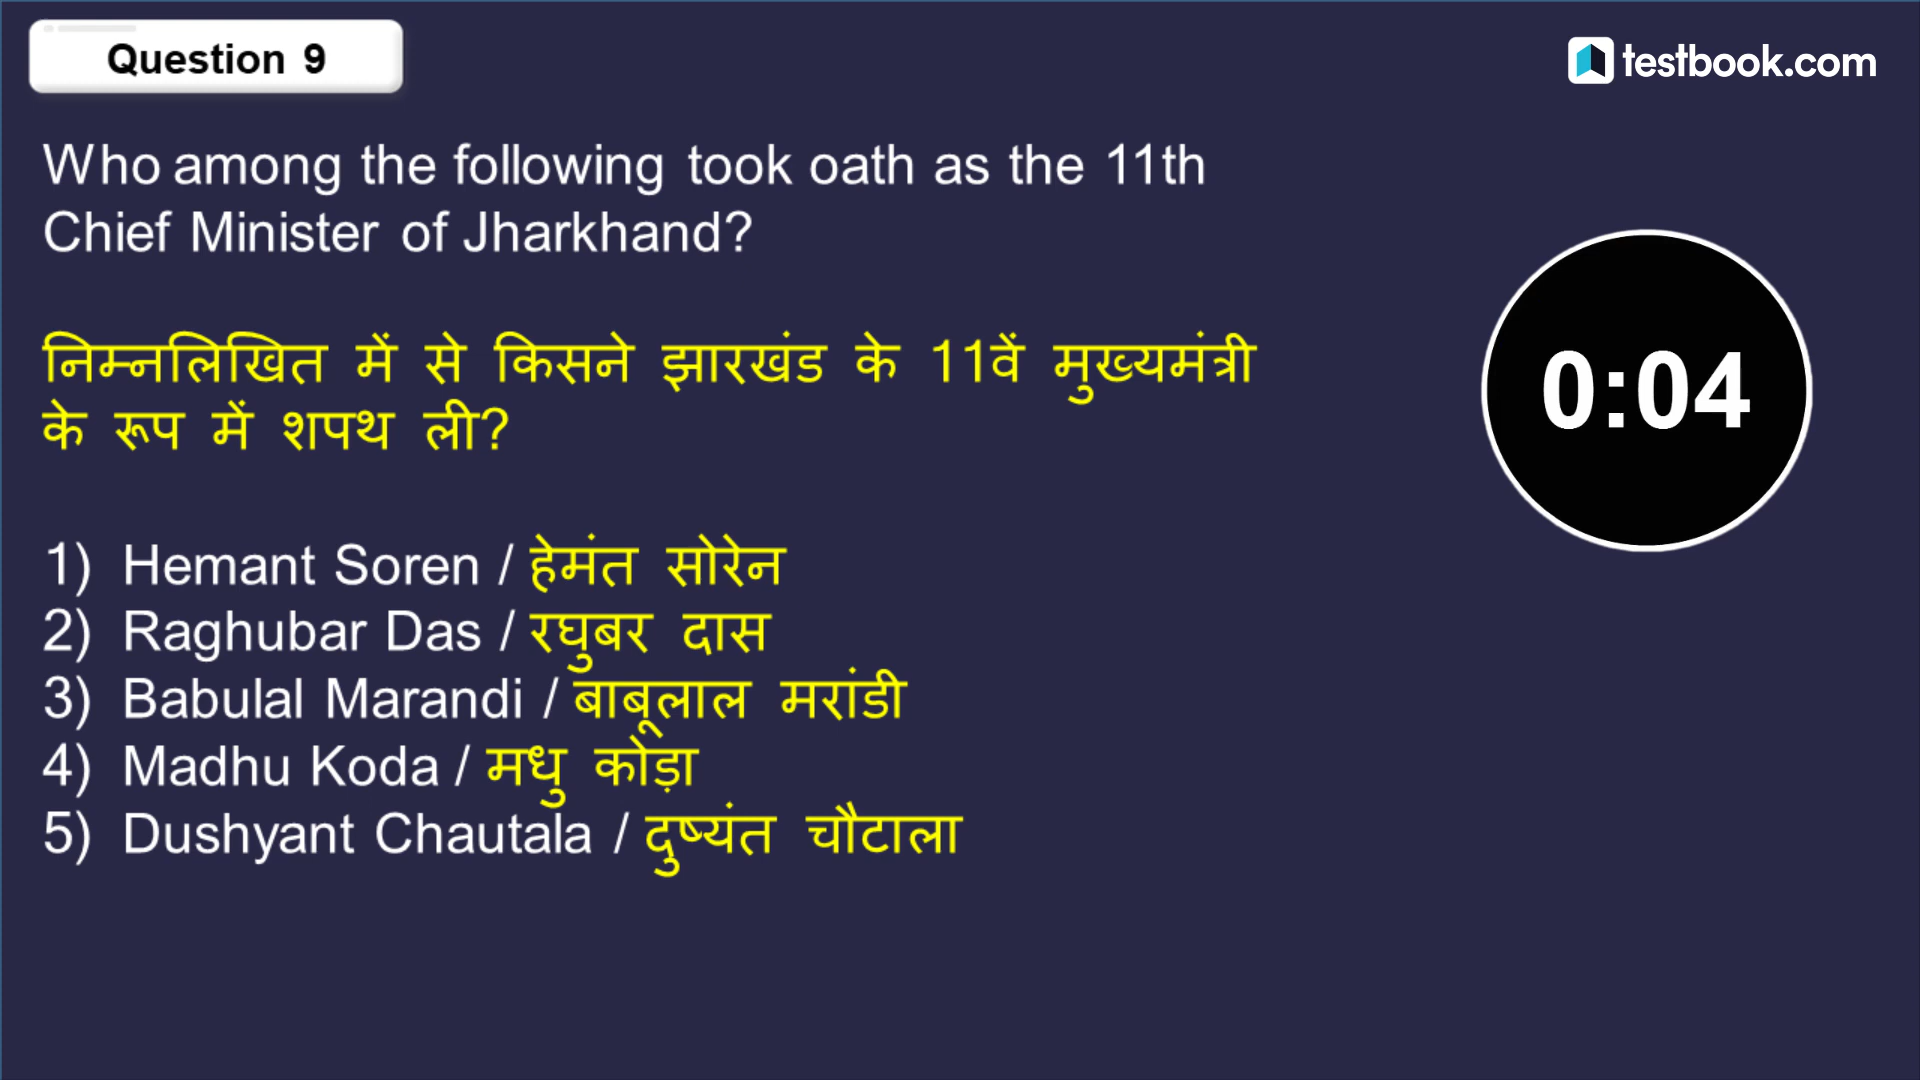 Question 9
testbook.com
Who among the following took oath as the 11th
Chief Minister of Jharkhand?
निम्नलिखित में से किसने झारखंड के 11वें मुख्यमंत्री
के रूप में शपथ ली?
0:04
1) Hemant Soren / हेमंत सोरेन
2) Raghubar Das / रघुबर दास
3) Babulal Marandi / बाबूलाल मरांडी
4) Madhu Koda / मधु कोड़ा
5) Dushyant Chautala / दुष्यंत चौटाला